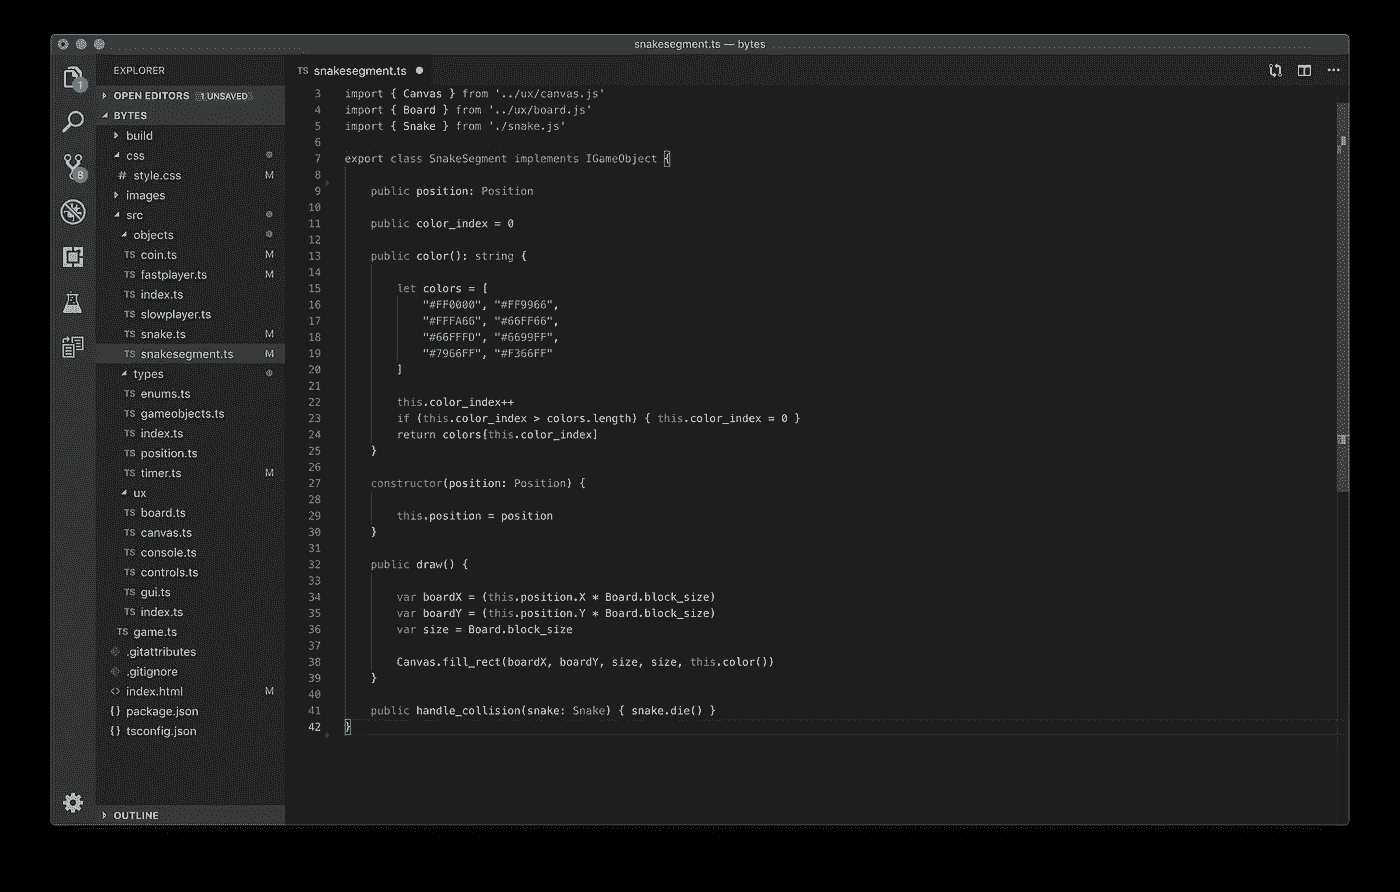 snakesegment.ts — bytes
EXPLORER
OPEN EDITORS 1 UNSAVED
BYTES
build
css
# style.css M
images
src
objects
TS coin.ts M
TS fastplayer.ts M
TS index.ts
TS slowplayer.ts
TS snake.ts M
TS snakesegment.ts M
types
TS enums.ts
TS gameobjects.ts
TS index.ts
TS position.ts
TS timer.ts M
ux
TS board.ts
TS canvas.ts
TS console.ts
TS controls.ts
TS gui.ts
TS index.ts
TS game.ts
.gitattributes
.gitignore
<> index.html M
{} package.json
{} tsconfig.json
OUTLINE
1
8
TS snakesegment.ts
3 import { Canvas } from '../ux/canvas.js'
4 import { Board } from '../ux/board.js'
5 import { Snake } from './snake.js'
6
7 export class SnakeSegment implements IGameObject {
8
9 public position: Position
10
11 public color_index = 0
12
13 public color(): string {
14
15 let colors = [
16 "#FF0000", "#FF9966",
17 "#FFFA66", "#66FF66",
18 "#66FFFD", "#6699FF",
19 "#7966FF", "#F366FF"
20 ]
21
22 this.color_index++
23 if (this.color_index > colors.length) { this.color_index = 0 }
24 return colors[this.color_index]
25 }
26
27 constructor(position: Position) {
28
29 this.position = position
30 }
31
32 public draw() {
33
34 var boardX = (this.position.X * Board.block_size)
35 var boardY = (this.position.Y * Board.block_size)
36 var size = Board.block_size
37
38 Canvas.fill_rect(boardX, boardY, size, size, this.color())
39 }
40
41 public handle_collision(snake: Snake) { snake.die() }
42 }